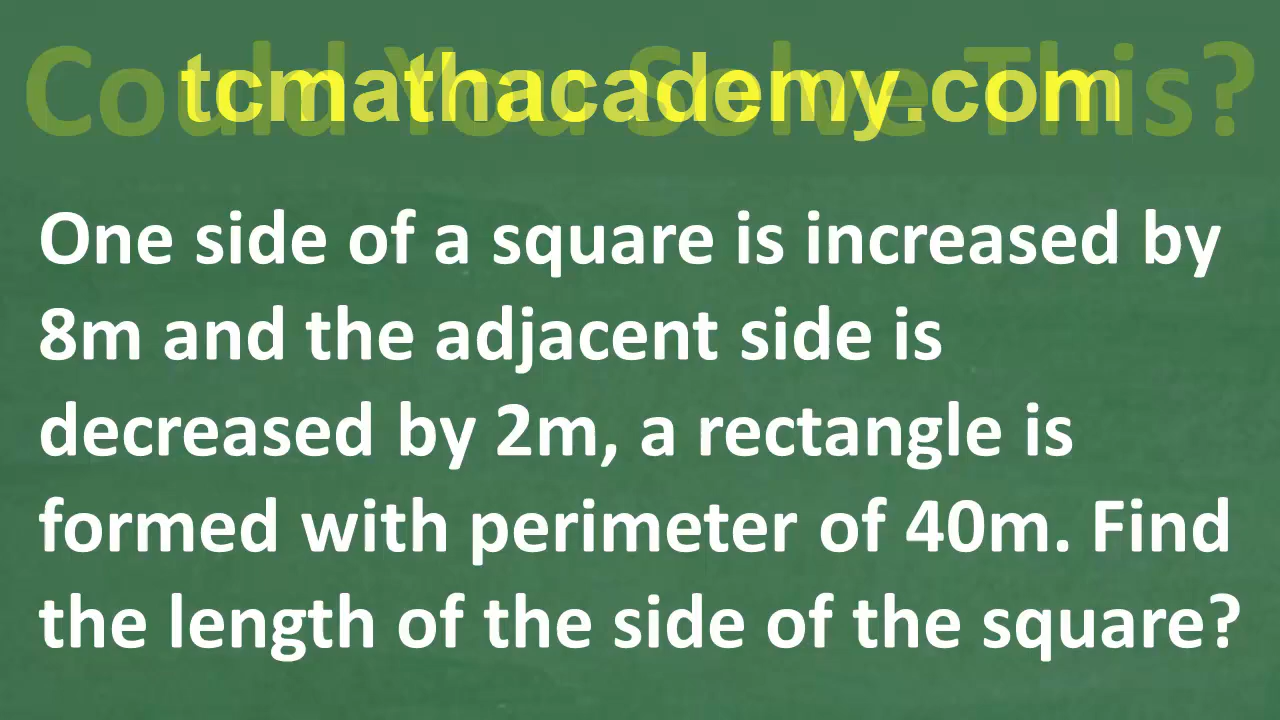 Could You Solve This?
tcmathacademy.com
One side of a square is increased by
8m and the adjacent side is
decreased by 2m, a rectangle is
formed with perimeter of 40m. Find
the length of the side of the square?